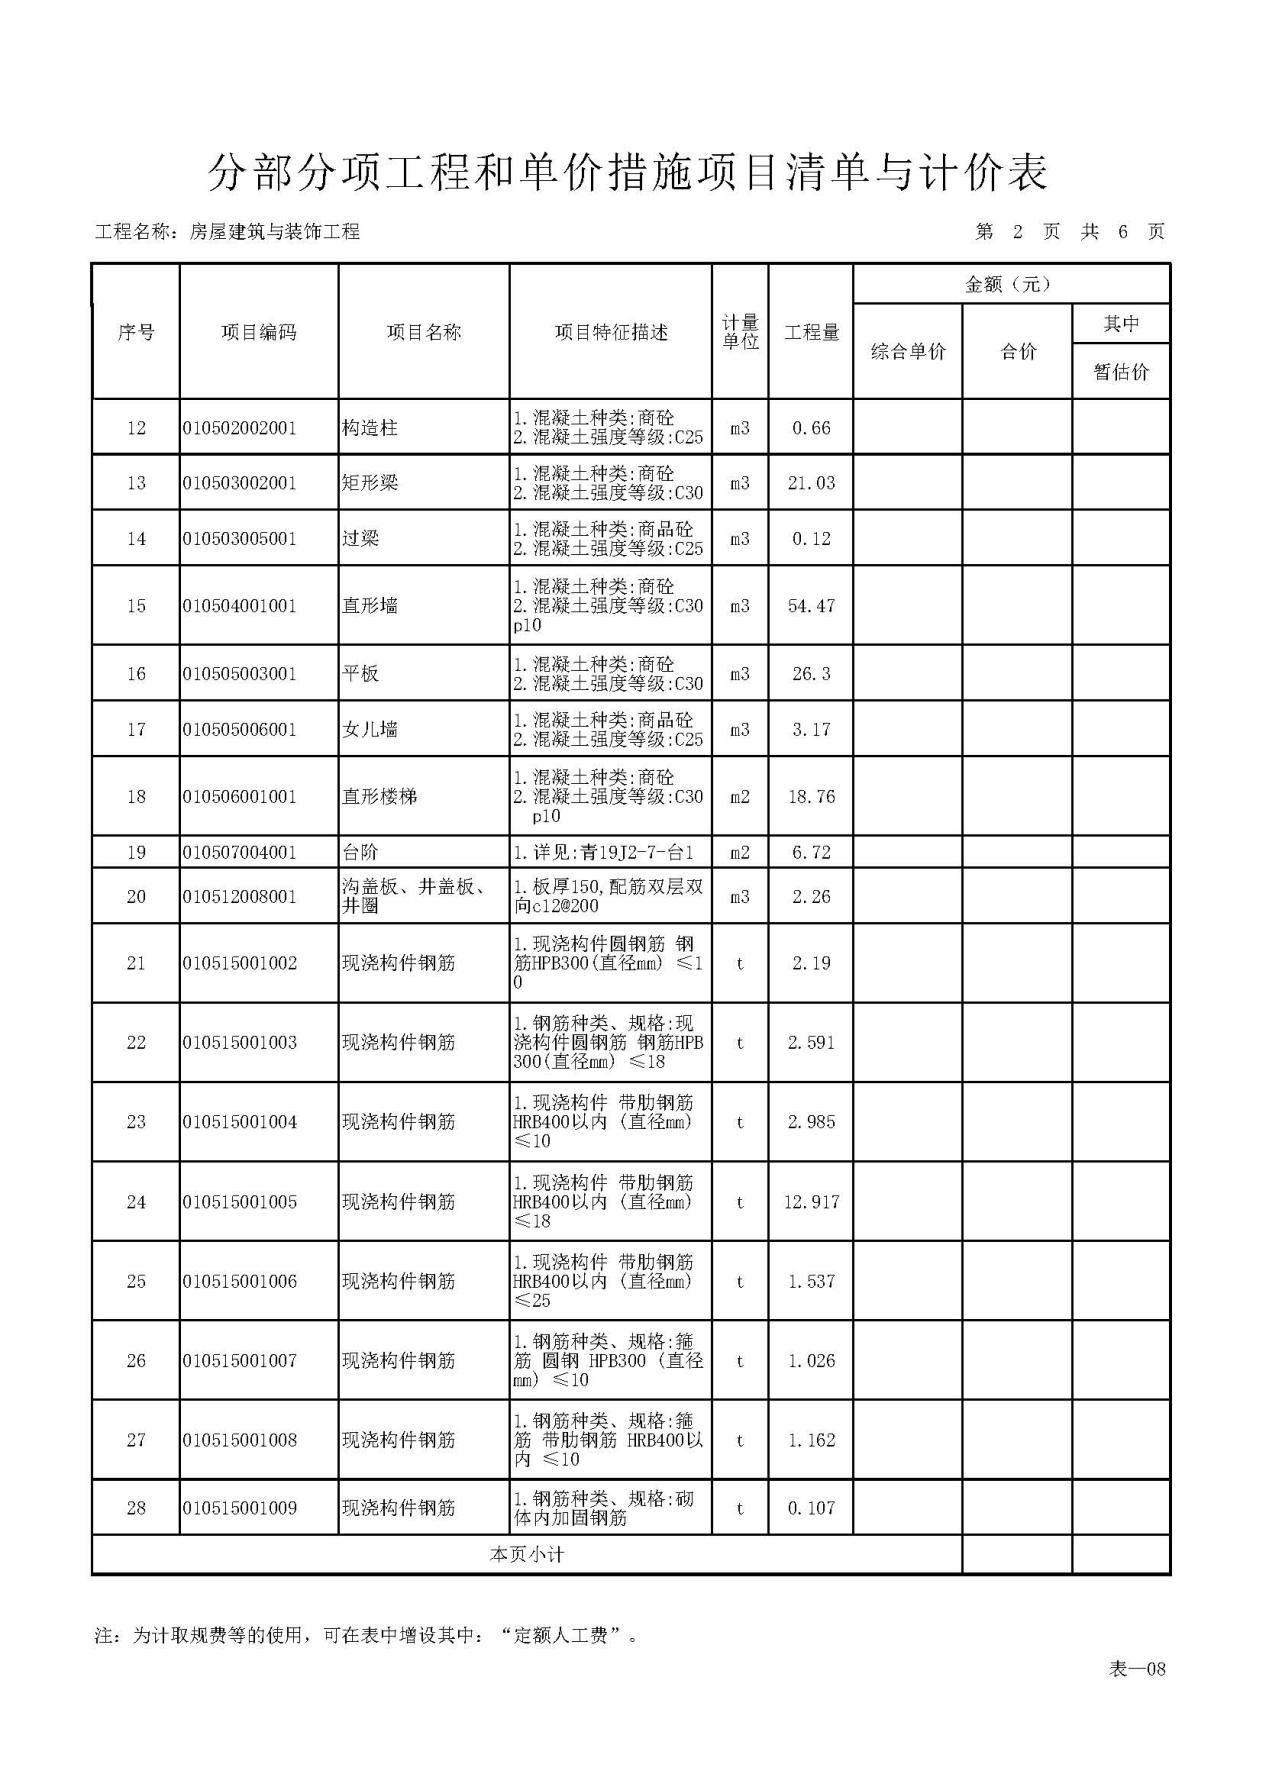 分部分项工程和单价措施项目清单与计价表
工程名称：房屋建筑与装饰工程 第 2 页 共 6 页
序号 项目编码 项目名称 项目特征描述 计量单位 工程量 金额（元）
综合单价 合价 其中
暂估价
12 010502002001 构造柱 1.混凝土种类:商砼
2.混凝土强度等级:C25 m3 0.66
13 010503002001 矩形梁 1.混凝土种类:商砼
2.混凝土强度等级:C30 m3 21.03
14 010503005001 过梁 1.混凝土种类:商品砼
2.混凝土强度等级:C25 m3 0.12
15 010504001001 直形墙 1.混凝土种类:商砼
2.混凝土强度等级:C30
p10 m3 54.47
16 010505003001 平板 1.混凝土种类:商砼
2.混凝土强度等级:C30 m3 26.3
17 010505006001 女儿墙 1.混凝土种类:商品砼
2.混凝土强度等级:C25 m3 3.17
18 010506001001 直形楼梯 1.混凝土种类:商砼
2.混凝土强度等级:C30
p10 m2 18.76
19 010507004001 台阶 1.详见:青19J2-7-台1 m2 6.72
20 010512008001 沟盖板、井盖板、
井圈 1.板厚150,配筋双层双
向c12@200 m3 2.26
21 010515001002 现浇构件钢筋 1.现浇构件圆钢筋 钢
筋HPB300(直径mm) ≤1
0 t 2.19
22 010515001003 现浇构件钢筋 1.钢筋种类、规格:现
浇构件圆钢筋 钢筋HPB
300(直径mm) ≤18 t 2.591
23 010515001004 现浇构件钢筋 1.现浇构件 带肋钢筋
HRB400以内 (直径mm)
≤10 t 2.985
24 010515001005 现浇构件钢筋 1.现浇构件 带肋钢筋
HRB400以内 (直径mm)
≤18 t 12.917
25 010515001006 现浇构件钢筋 1.现浇构件 带肋钢筋
HRB400以内 (直径mm)
≤25 t 1.537
26 010515001007 现浇构件钢筋 1.钢筋种类、规格:箍
筋 圆钢 HPB300 (直径
mm) ≤10 t 1.026
27 010515001008 现浇构件钢筋 1.钢筋种类、规格:箍
筋 带肋钢筋 HRB400以
内 ≤10 t 1.162
28 010515001009 现浇构件钢筋 1.钢筋种类、规格:砌
体内加固钢筋 t 0.107
本页小计
注：为计取规费等的使用，可在表中增设其中：“定额人工费”。
表—08